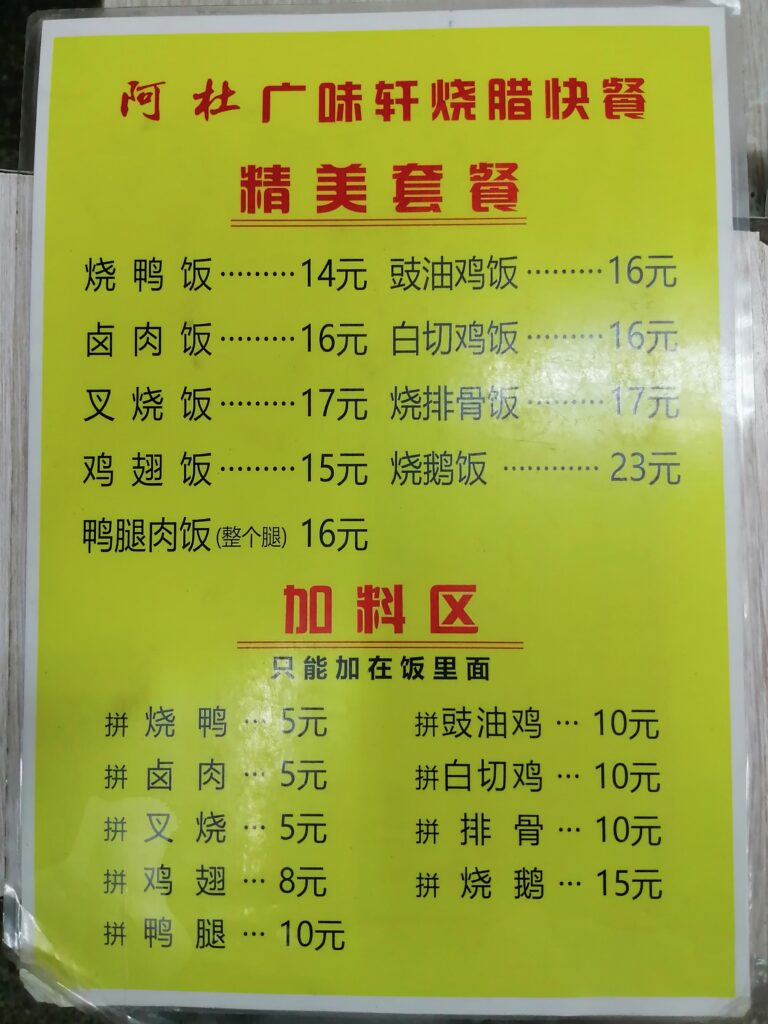 阿杜广味轩烧腊快餐
精美套餐
烧鸭饭………14元 豉油鸡饭………16元
卤肉饭………16元 白切鸡饭………16元
叉烧饭………17元 烧排骨饭………17元
鸡翅饭………15元 烧鹅饭…………23元
鸭腿肉饭(整个腿) 16元
加料区
只能加在饭里面
拼烧鸭…5元 拼豉油鸡…10元
拼卤肉…5元 拼白切鸡…10元
拼叉烧…5元 拼排骨…10元
拼鸡翅…8元 拼烧鹅…15元
拼鸭腿…10元